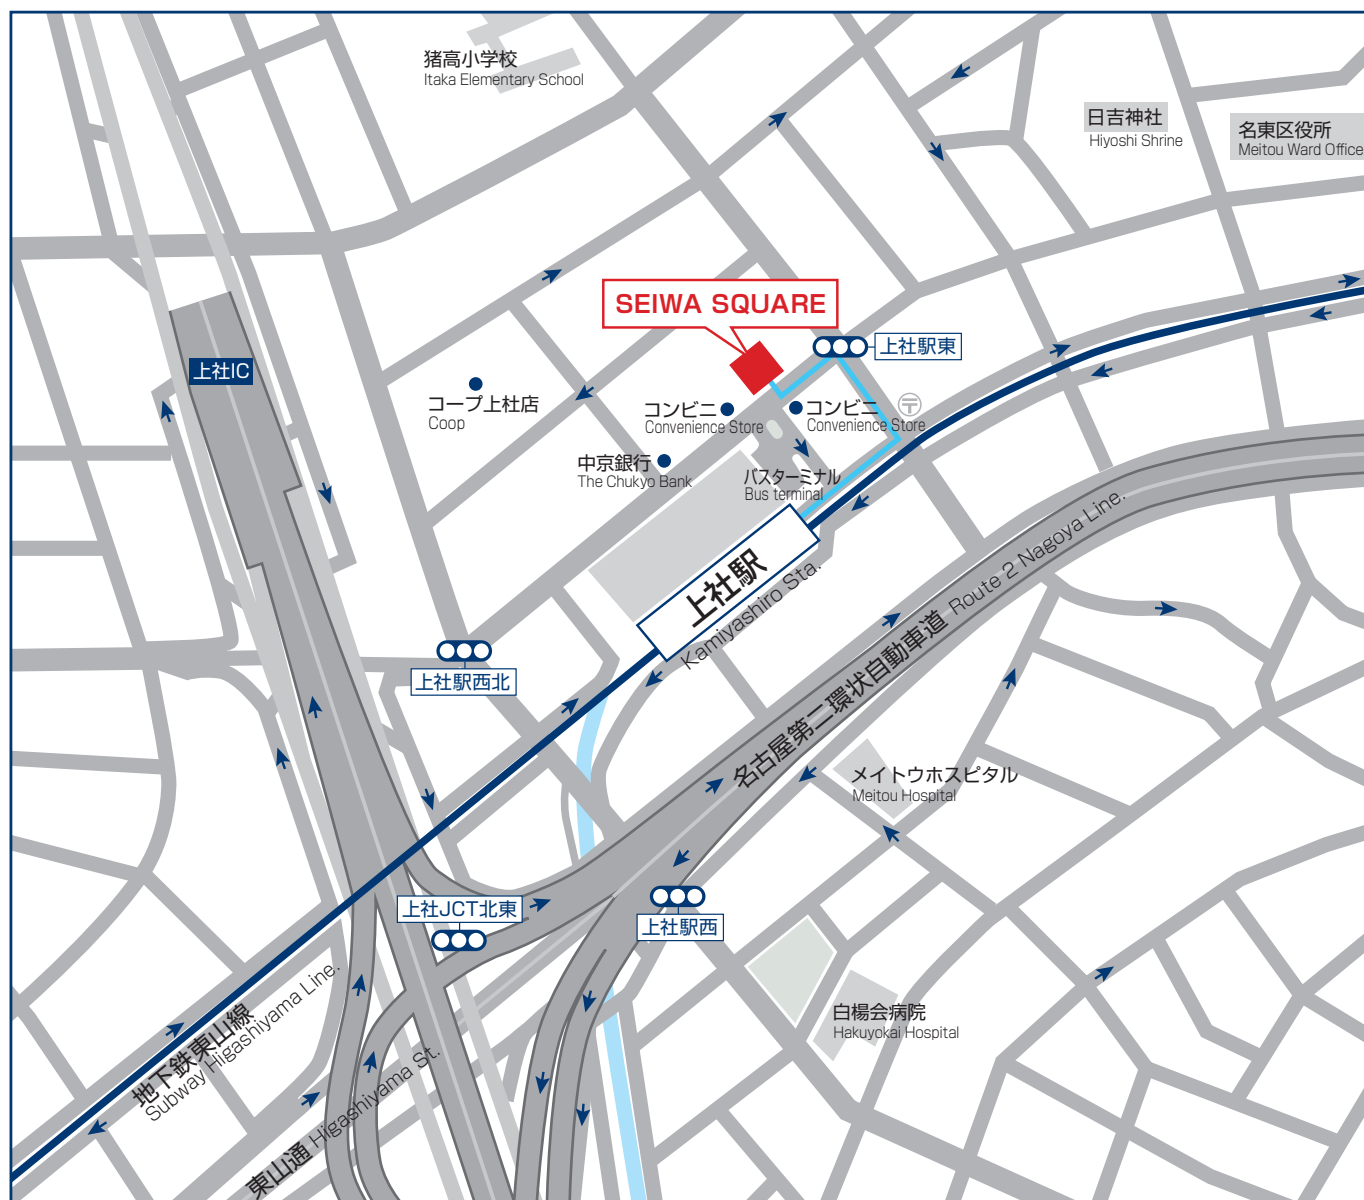 猪高小学校
Itaka Elementary School
日吉神社
Hiyoshi Shrine
名東区役所
Meitou Ward Office
SEIWA SQUARE
上社駅東
上社IC
コープ上社店
Coop
コンビニ
Convenience Store
コンビニ
Convenience Store
〒
中京銀行
The Chukyo Bank
バスターミナル
Bus terminal
上社駅
Kamiyashiro Sta.
名古屋第二環状自動車道 Route 2 Nagoya Line.
上社駅西北
メイトウホスピタル
Meitou Hospital
上社JCT北東
上社駅西
白楊会病院
Hakuyokai Hospital
地下鉄東山線
Subway Higashiyama Line.
東山通 Higashiyama St.